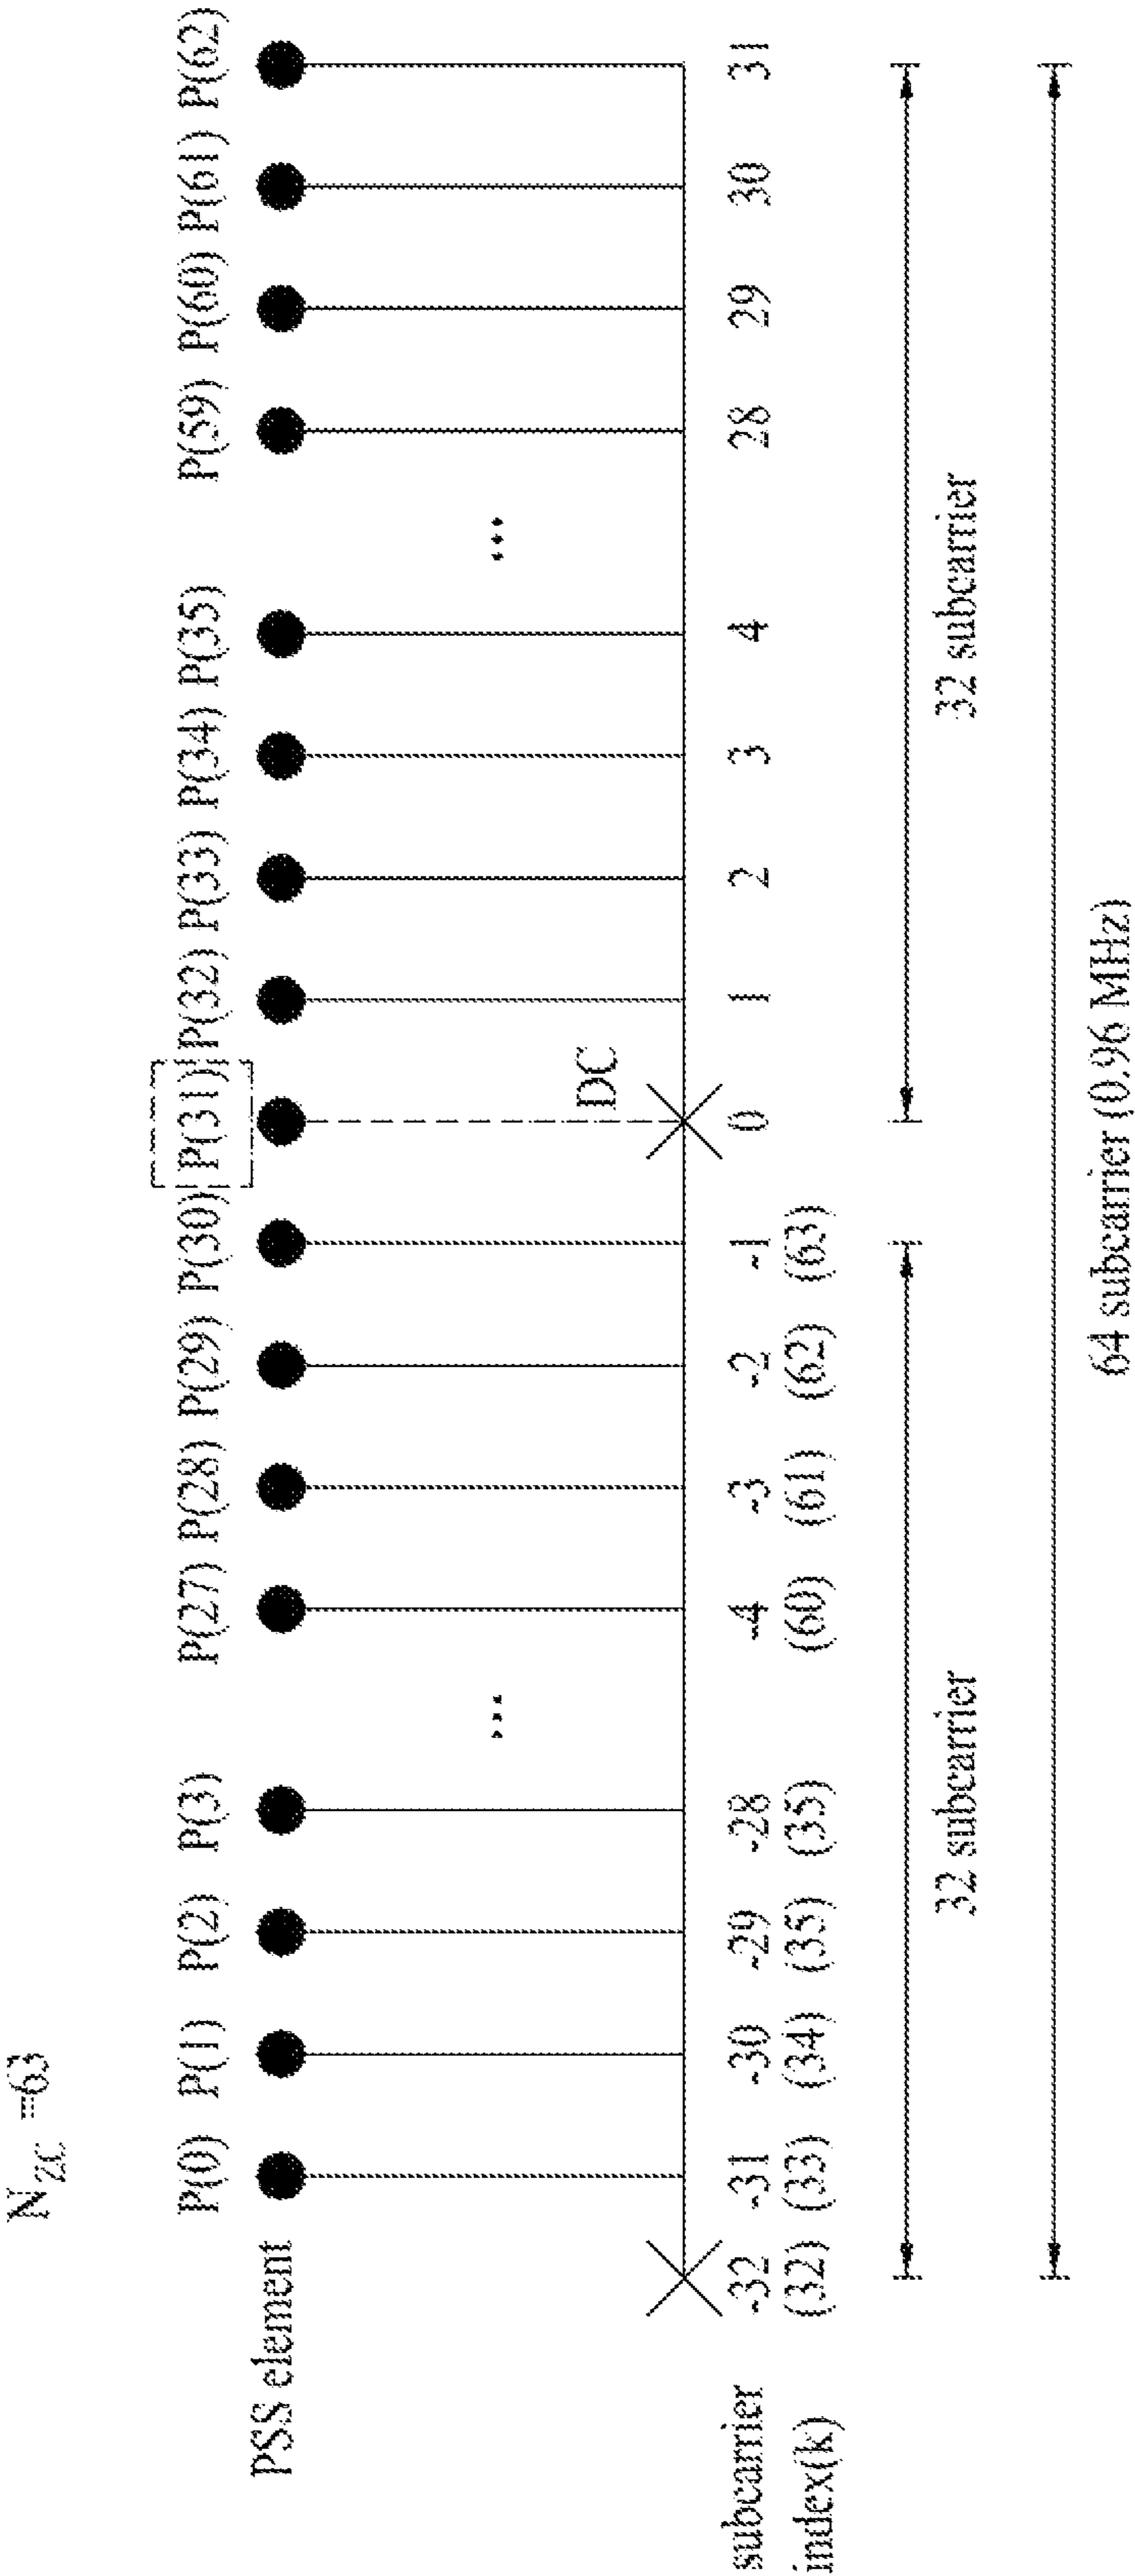 N_ZC =63
P(0) P(1) P(2) P(3) P(27) P(28) P(29) P(30) P(31) P(32) P(33) P(34) P(35) P(59) P(60) P(61) P(62)
PSS element
... ...
DC
subcarrier -32 -31 -30 -29 -28 -4 -3 -2 -1 0 1 2 3 4 28 29 30 31
index(k) (32) (33) (34) (35) (35) (60) (61) (62) (63)
32 subcarrier 32 subcarrier
64 subcarrier (0.96 MHz)